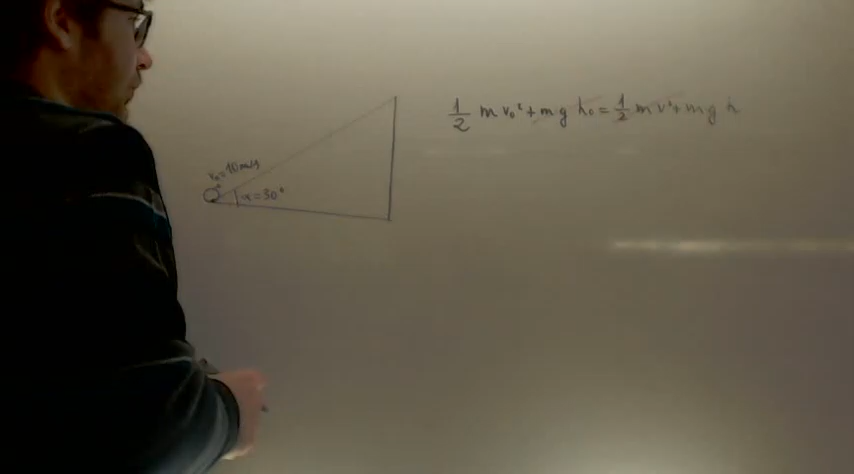 ½ m v₀² + m g h₀ = ½ m v² + m g h
v₀ = 10 m/s
α = 30°